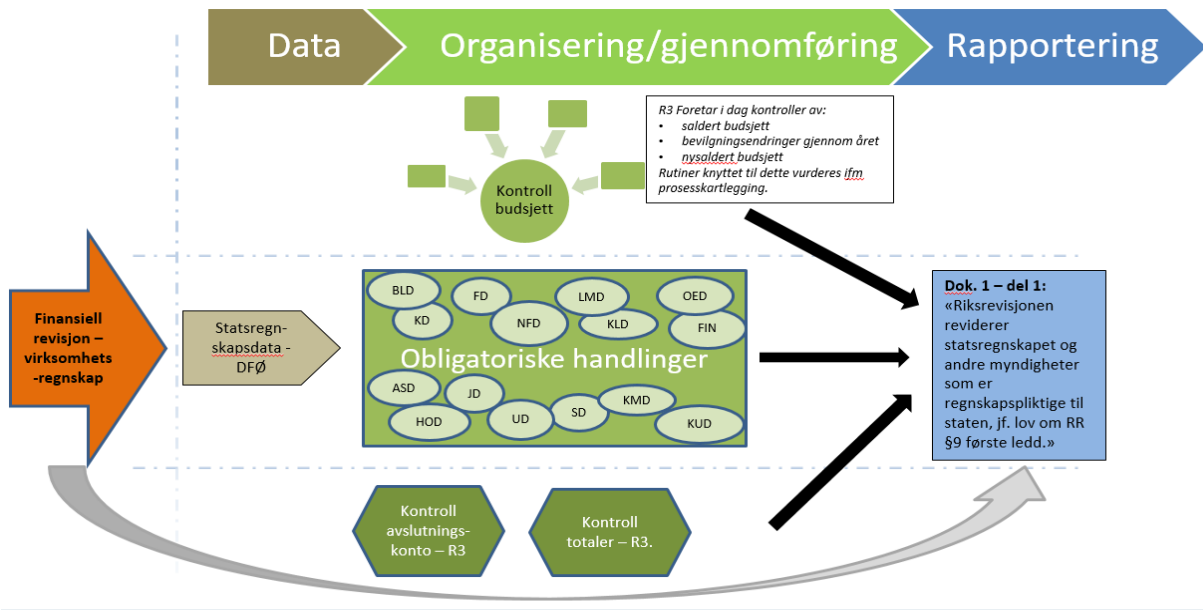 Data
Organisering/gjennomføring
Rapportering
R3 Foretar i dag kontroller av:
• saldert budsjett
• bevilgningsendringer gjennom året
• nysaldert budsjett
Rutiner knyttet til dette vurderes ifm
prosesskartlegging.
Kontroll
budsjett
Finansiell
revisjon –
virksomhets
-regnskap
Statsregn-
skapsdata -
DFØ
BLD
KD
FD
NFD
LMD
KLD
OED
FIN
Obligatoriske handlinger
ASD
HOD
JD
UD
SD
KMD
KUD
Dok. 1 – del 1:
«Riksrevisjonen
reviderer
statsregnskapet og
andre myndigheter
som er
regnskapspliktige til
staten, jf. lov om RR
§9 første ledd.»
Kontroll
avslutnings-
konto – R3
Kontroll
totaler – R3.